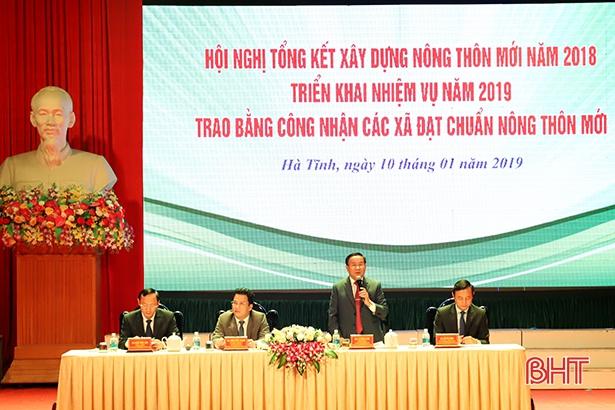 HỘI NGHỊ TỔNG KẾT XÂY DỰNG NÔNG THÔN MỚI NĂM 2018
TRIỂN KHAI NHIỆM VỤ NĂM 2019
TRAO BẰNG CÔNG NHẬN CÁC XÃ ĐẠT CHUẨN NÔNG THÔN MỚI
Hà Tĩnh, ngày 10 tháng 01 năm 2019
BHT